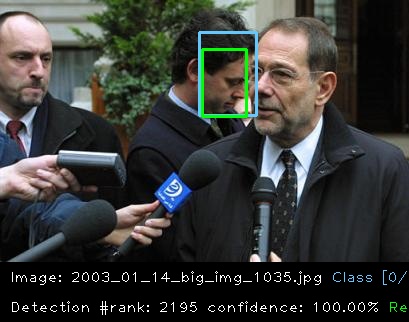 Image: 2003_01_14_big_img_1035.jpg Class [0/
Detection #rank: 2195 confidence: 100.00% Re